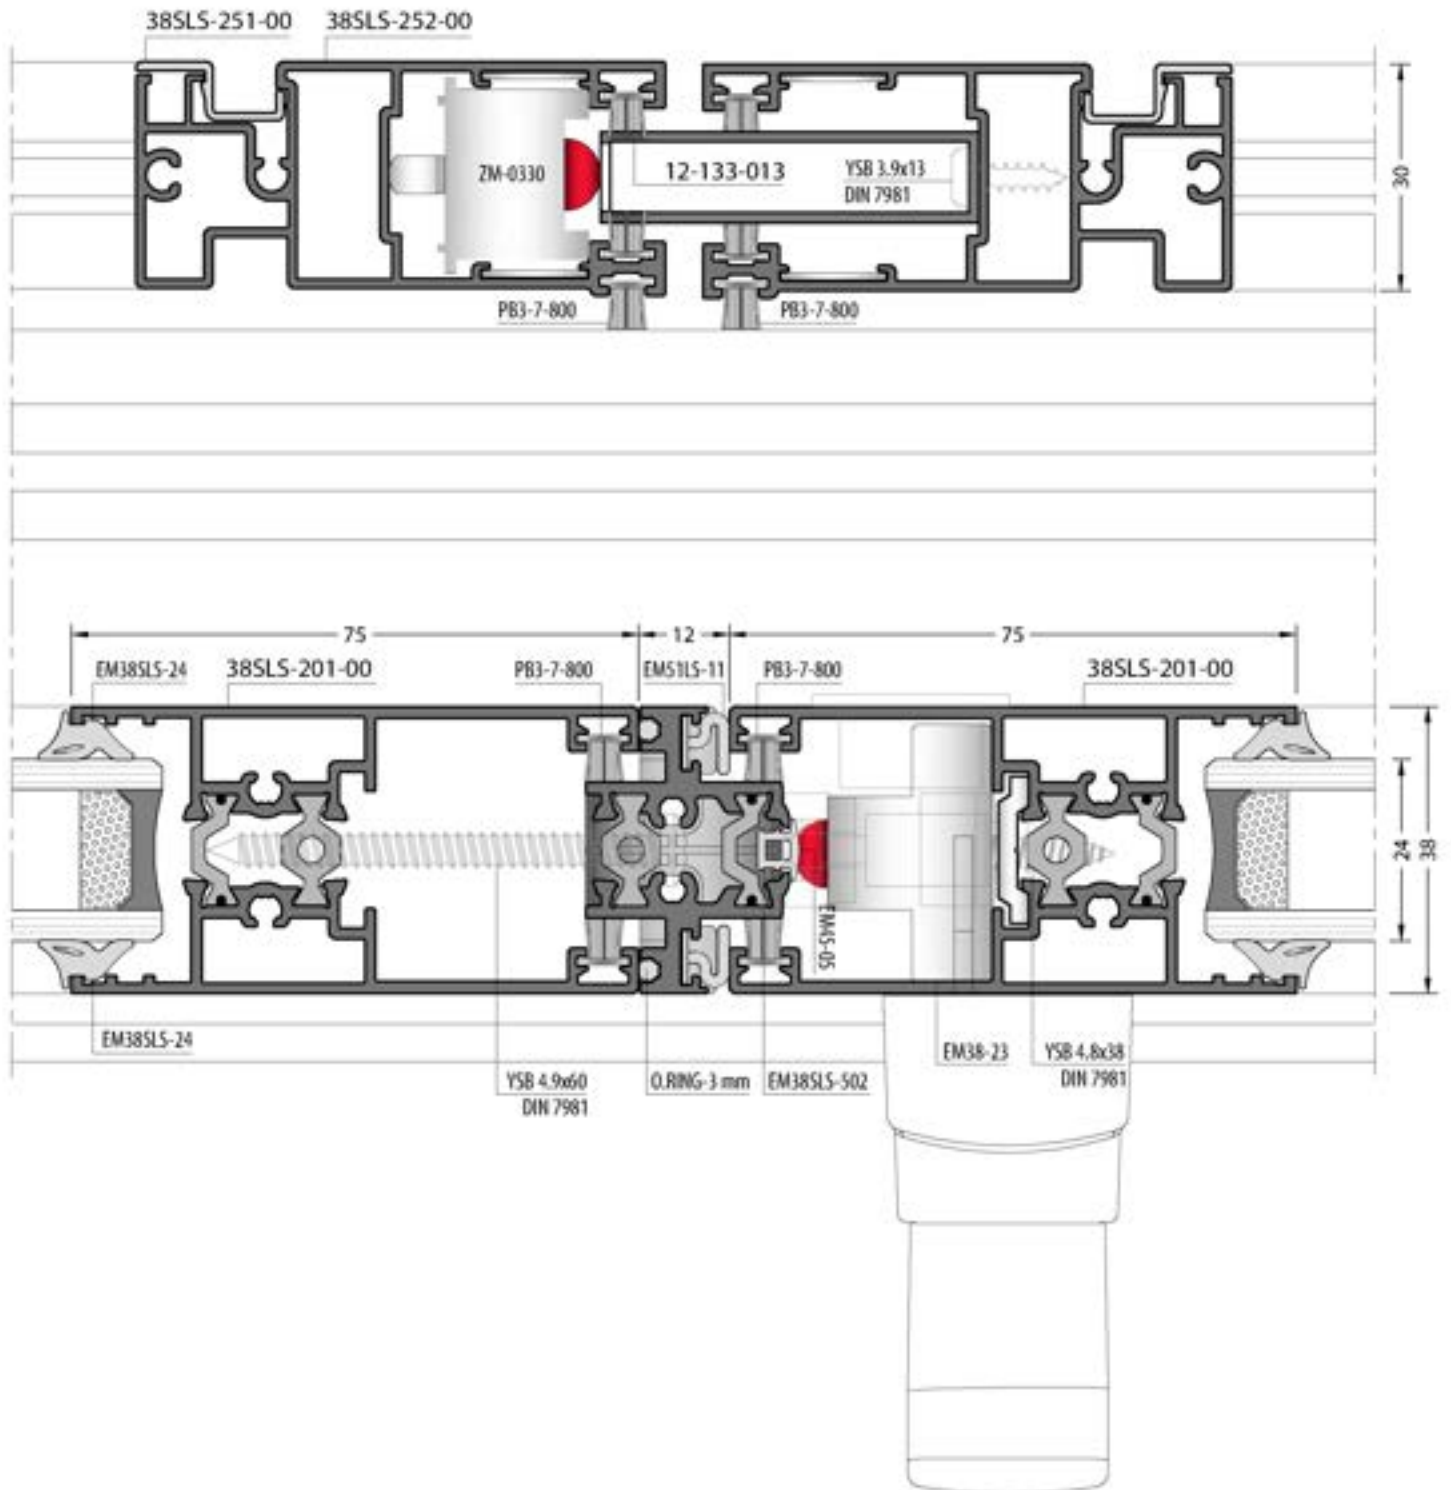 38SLS-251-00
38SLS-252-00
ZM-0330
12-133-013
YSB 3.9x13
DIN 7981
30
PB3-7-800
PB3-7-800
75
12
75
EM38SLS-24
38SLS-201-00
PB3-7-800
EM51LS-11
PB3-7-800
38SLS-201-00
24
38
EM45-05
EM38SLS-24
YSB 4.9x60
DIN 7981
O.RING-3 mm
EM38SLS-502
EM38-23
YSB 4.8x38
DIN 7981